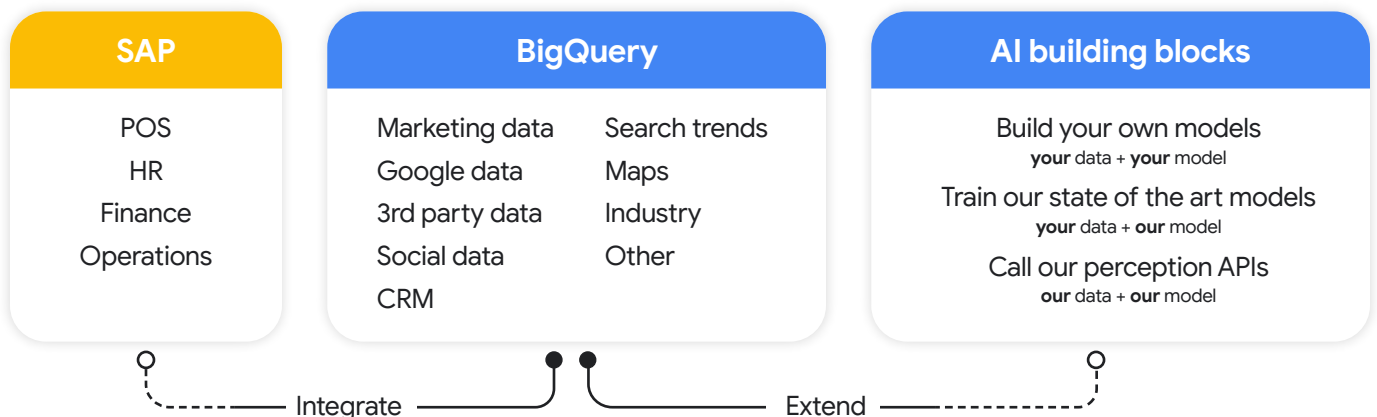 SAP
POS
HR
Finance
Operations
BigQuery
Marketing data
Google data
3rd party data
Social data
CRM
Search trends
Maps
Industry
Other
AI building blocks
Build your own models
your data + your model
Train our state of the art models
your data + our model
Call our perception APIs
our data + our model
Integrate
Extend